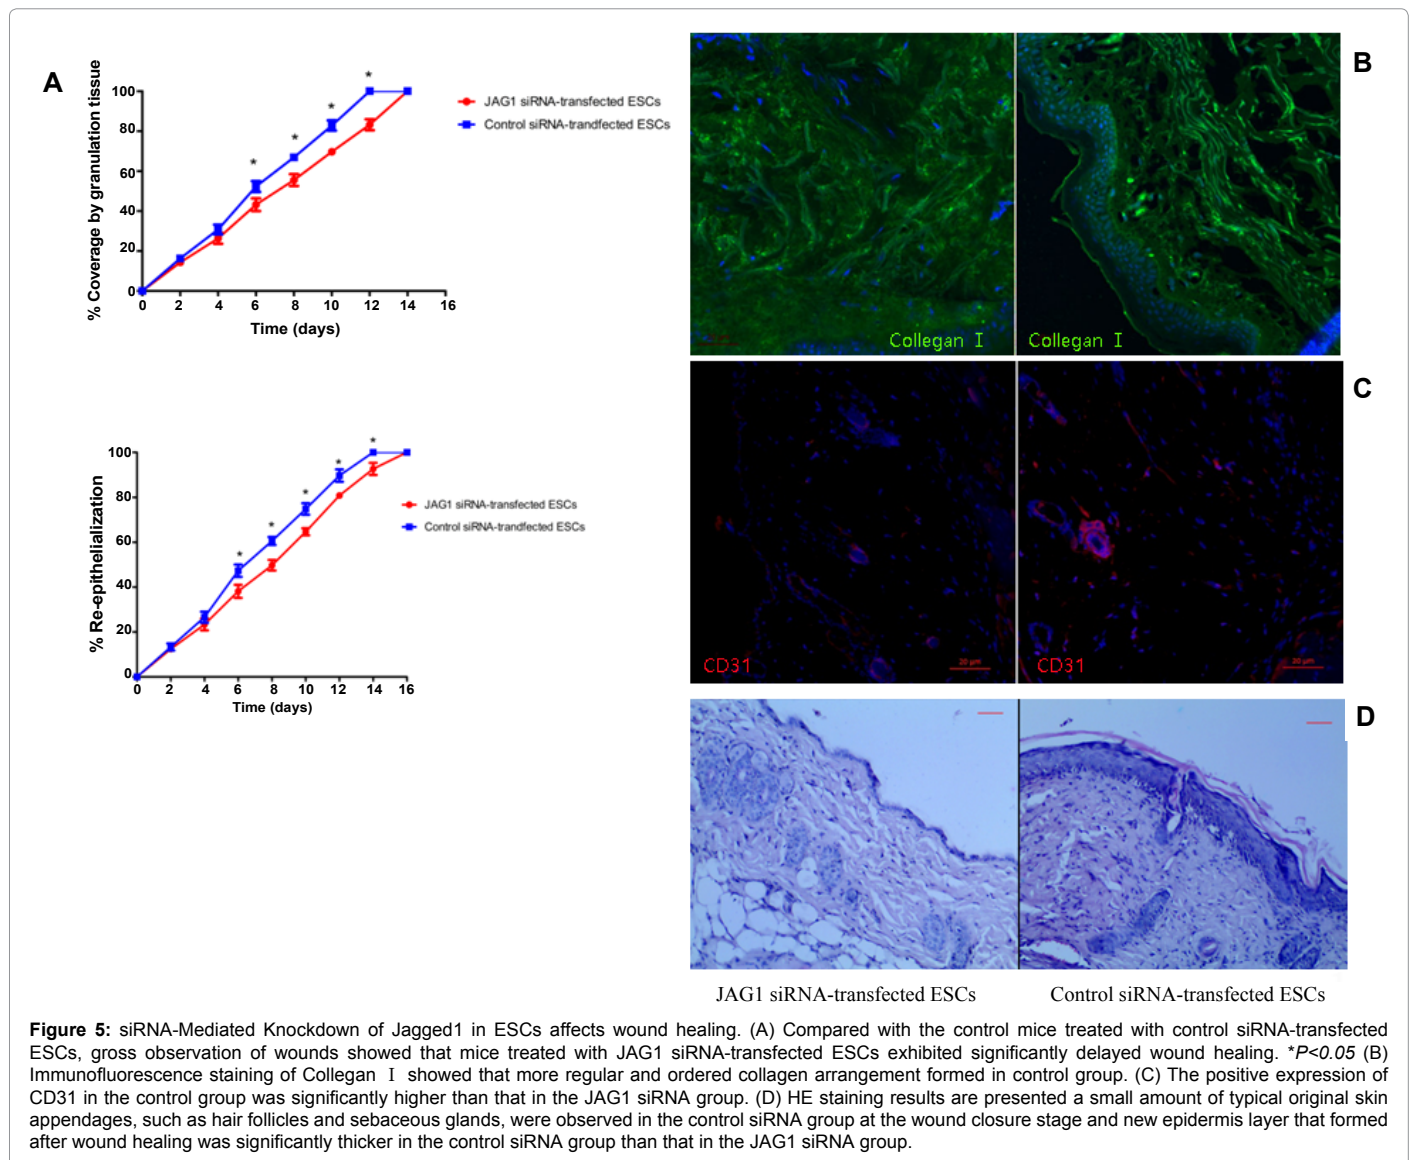 A
% Coverage by granulation tissue
100
80
60
40
20
0
0 2 4 6 8 10 12 14 16
Time (days)
* * * * *
JAG1 siRNA-transfected ESCs
Control siRNA-trandfected ESCs
% Re-epithelialization
100
80
60
40
20
0
0 2 4 6 8 10 12 14 16
Time (days)
* * * * *
JAG1 siRNA-transfected ESCs
Control siRNA-trandfected ESCs
B
Collegan I
Collegan I
C
CD31
20 μm
CD31
20 μm
D
JAG1 siRNA-transfected ESCs
Control siRNA-transfected ESCs
Figure 5: siRNA-Mediated Knockdown of Jagged1 in ESCs affects wound healing. (A) Compared with the control mice treated with control siRNA-transfected
ESCs, gross observation of wounds showed that mice treated with JAG1 siRNA-transfected ESCs exhibited significantly delayed wound healing. *P<0.05 (B)
Immunofluorescence staining of Collegan Ⅰ showed that more regular and ordered collagen arrangement formed in control group. (C) The positive expression of
CD31 in the control group was significantly higher than that in the JAG1 siRNA group. (D) HE staining results are presented a small amount of typical original skin
appendages, such as hair follicles and sebaceous glands, were observed in the control siRNA group at the wound closure stage and new epidermis layer that formed
after wound healing was significantly thicker in the control siRNA group than that in the JAG1 siRNA group.